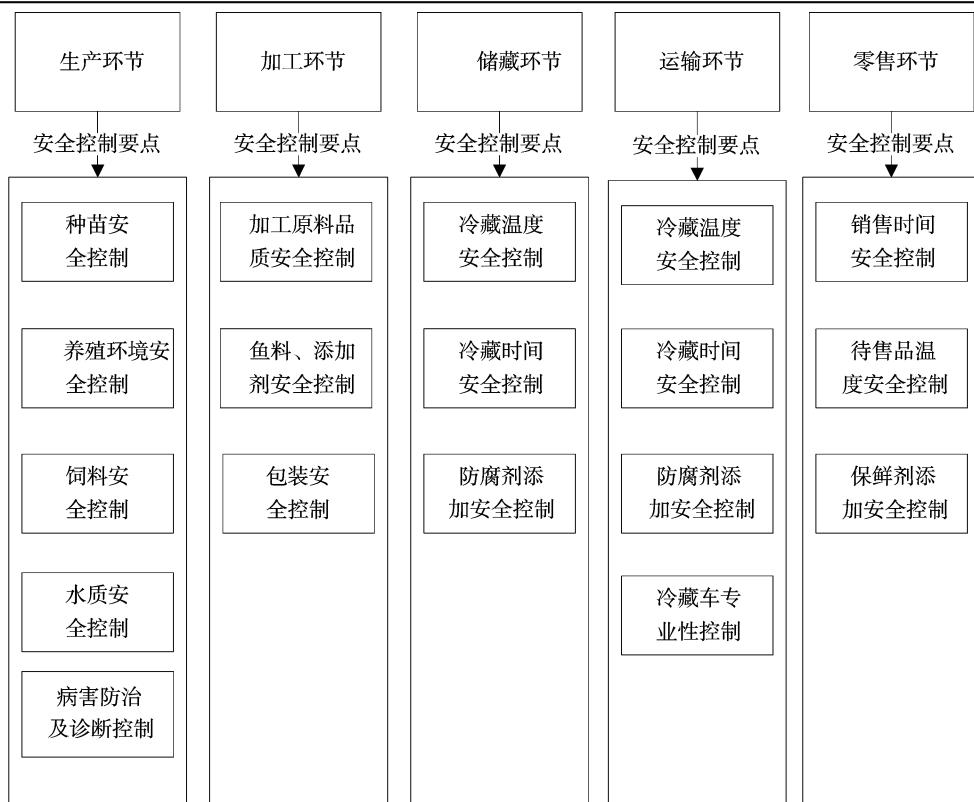 生产环节
安全控制要点
种苗安
全控制
养殖环境安
全控制
饲料安
全控制
水质安
全控制
病害防治
及诊断控制
加工环节
安全控制要点
加工原料品
质安全控制
鱼料、添加
剂安全控制
包装安
全控制
储藏环节
安全控制要点
冷藏温度
安全控制
冷藏时间
安全控制
防腐剂添
加安全控制
运输环节
安全控制要点
冷藏温度
安全控制
冷藏时间
安全控制
防腐剂添
加安全控制
冷藏车专
业性控制
零售环节
安全控制要点
销售时间
安全控制
待售品温
度安全控制
保鲜剂添
加安全控制